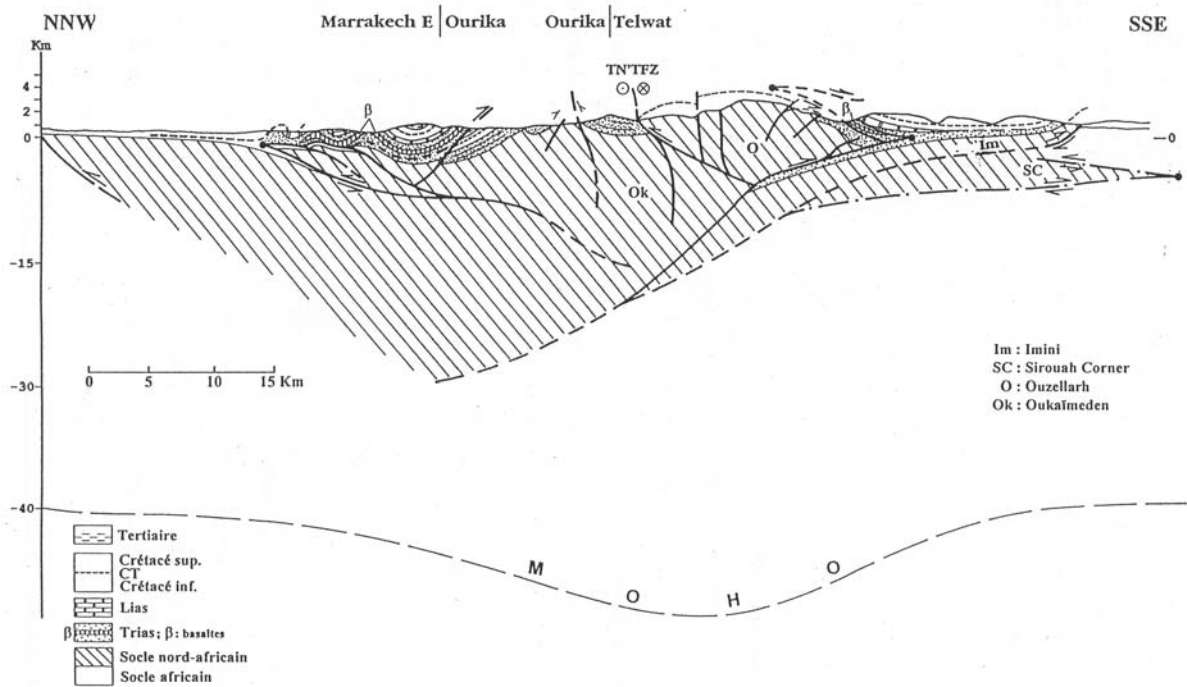 NNW
Marrakech E | Ourika
Ourika | Telwat
SSE
Km
TN'TFZ
4
2
0
β
β
O
Im
0
SC
Ok
-15
Im : Imini
SC : Sirouah Corner
O : Ouzellarh
Ok : Oukaïmeden
0 5 10 15 Km
-30
-40
M O H O
Tertiaire
Crétacé sup.
CT
Crétacé inf.
Lias
β Trias; β: basaltes
Socle nord-africain
Socle africain